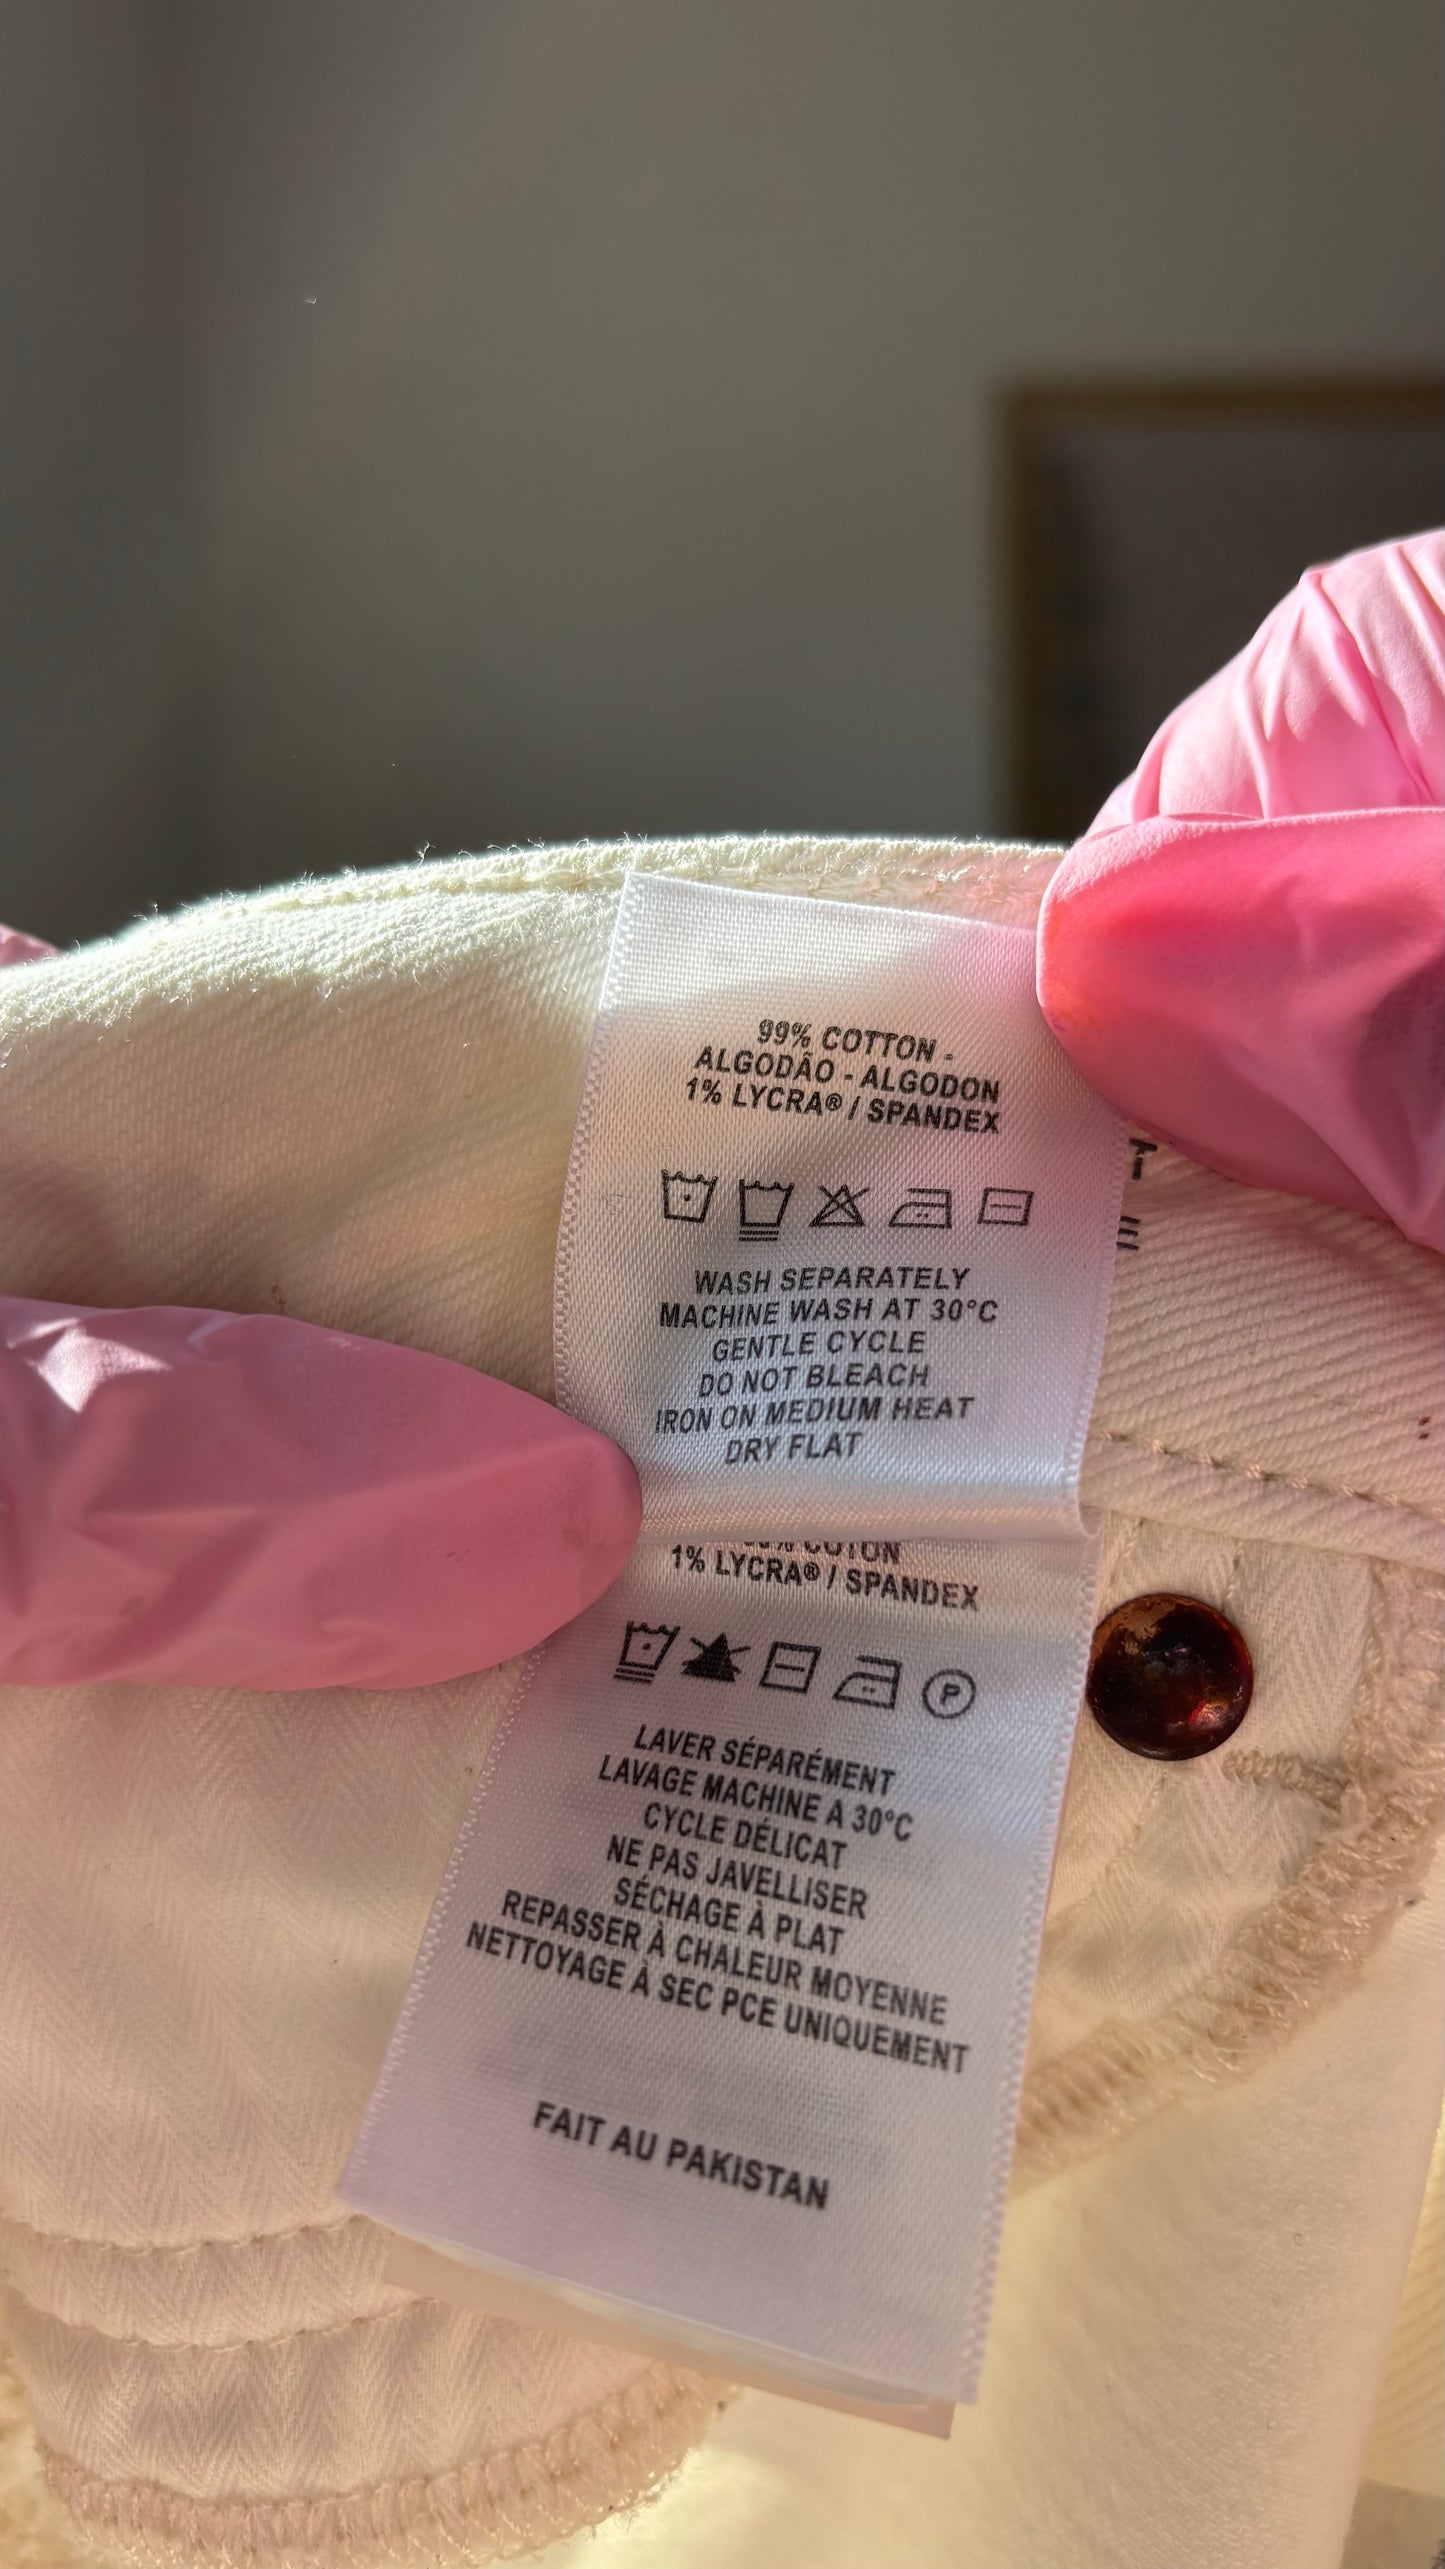 99% COTTON -
ALGODÃO - ALGODON
1% LYCRA® / SPANDEX
WASH SEPARATELY
MACHINE WASH AT 30°C
GENTLE CYCLE
DO NOT BLEACH
IRON ON MEDIUM HEAT
DRY FLAT
COTON
1% LYCRA® / SPANDEX
P
LAVER SÉPARÉMENT
LAVAGE MACHINE A 30°C
CYCLE DÉLICAT
NE PAS JAVELLISER
SÉCHAGE À PLAT
REPASSER À CHALEUR MOYENNE
NETTOYAGE À SEC PCE UNIQUEMENT
FAIT AU PAKISTAN